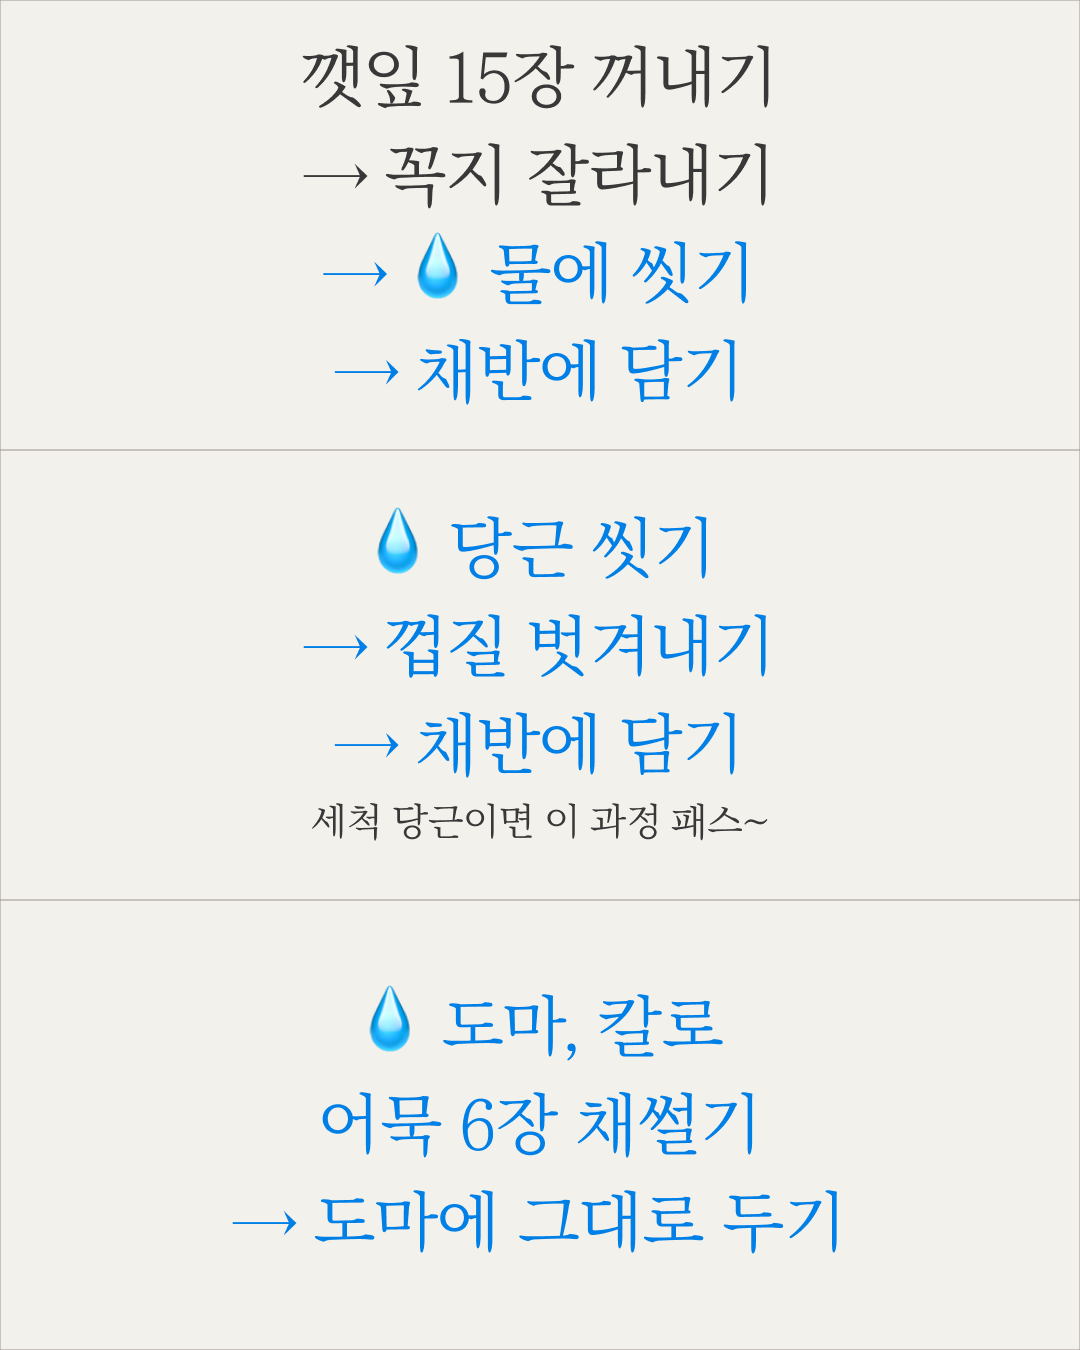 깻잎 15장 꺼내기
→ 꼭지 잘라내기
→ 💧 물에 씻기
→ 채반에 담기
💧 당근 씻기
→ 껍질 벗겨내기
→ 채반에 담기
세척 당근이면 이 과정 패스~
💧 도마, 칼로
어묵 6장 채썰기
→ 도마에 그대로 두기